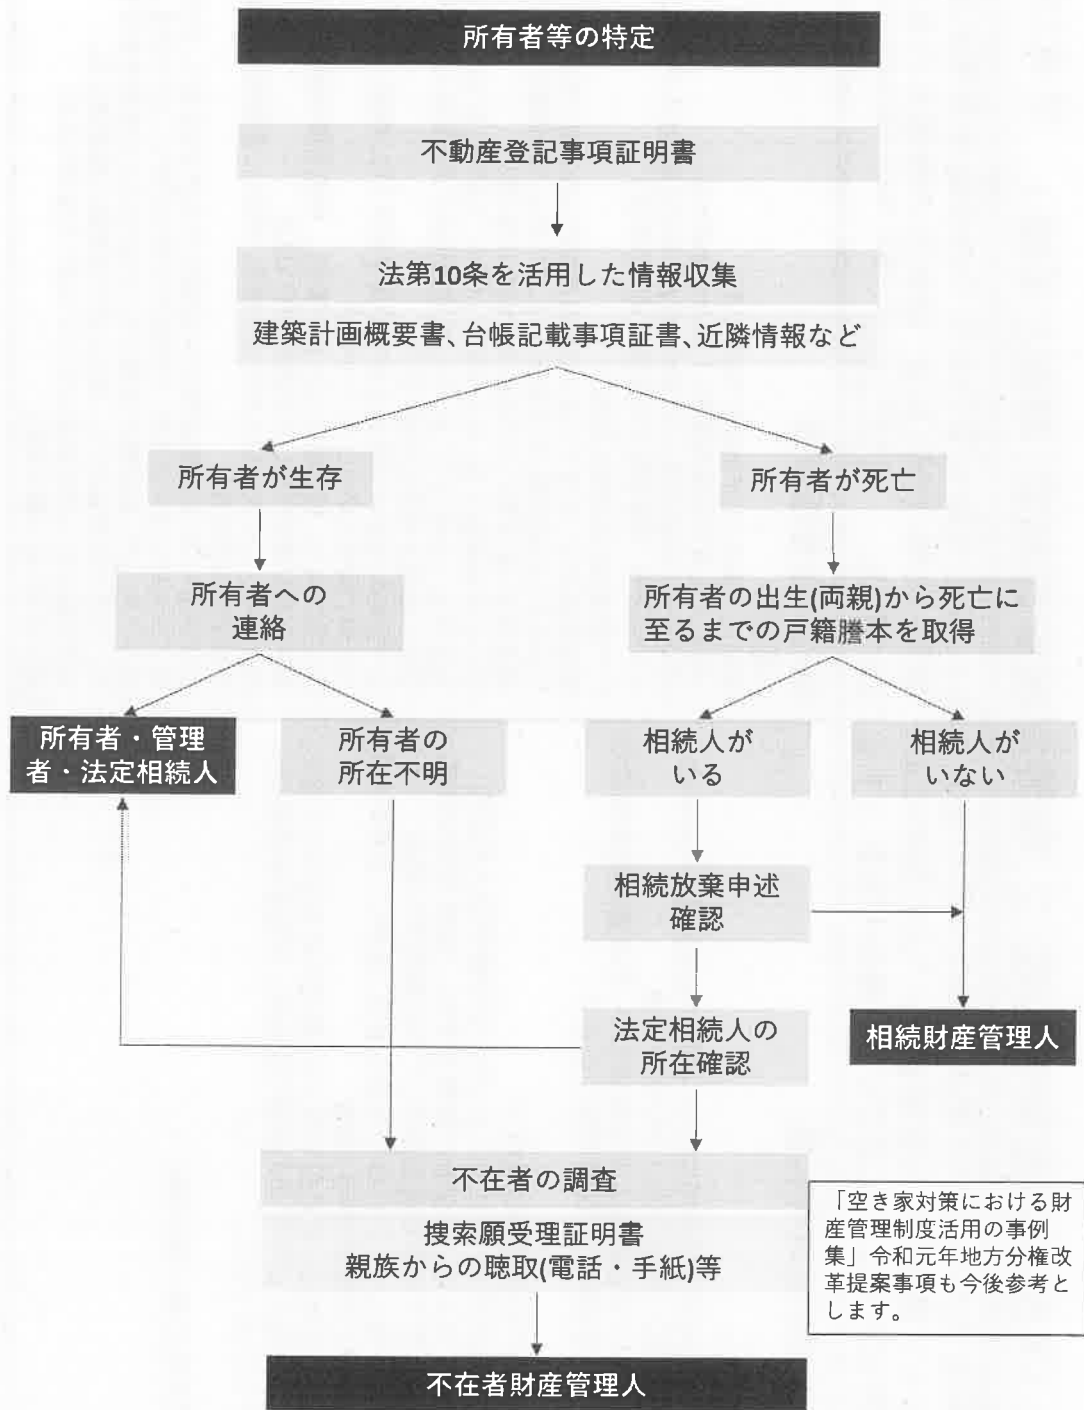 所有者等の特定
不動産登記事項証明書
法第10条を活用した情報収集
建築計画概要書、台帳記載事項証書、近隣情報など
所有者が生存
所有者が死亡
所有者への
連絡
所有者の出生(両親)から死亡に
至るまでの戸籍謄本を取得
所有者・管理
者・法定相続人
所有者の
所在不明
相続人が
いる
相続人が
いない
相続放棄申述
確認
法定相続人の
所在確認
相続財産管理人
不在者の調査
捜索願受理証明書
親族からの聴取(電話・手紙)等
「空き家対策における財
産管理制度活用の事例
集」令和元年地方分権改
革提案事項も今後参考と
します。
不在者財産管理人